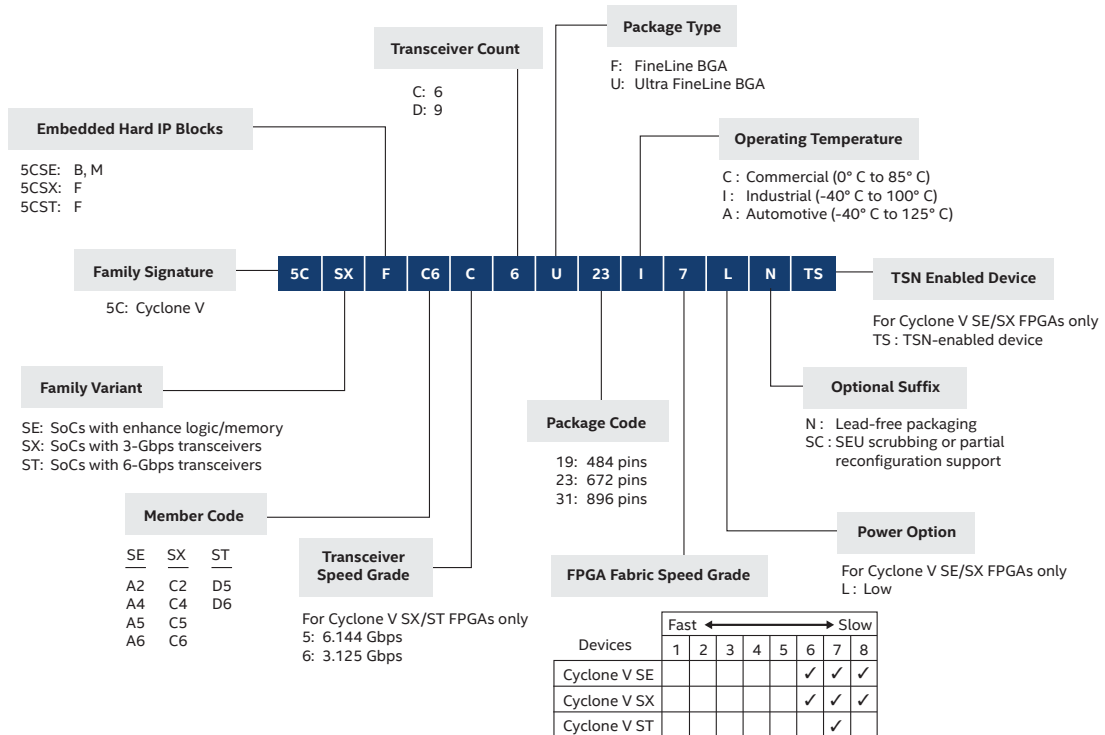 Package Type
F: FineLine BGA
U: Ultra FineLine BGA
Transceiver Count
C: 6
D: 9
Embedded Hard IP Blocks
5CSE: B, M
5CSX: F
5CST: F
Operating Temperature
C : Commercial (0° C to 85° C)
I : Industrial (-40° C to 100° C)
A : Automotive (-40° C to 125° C)
Family Signature
5C: Cyclone V
5C SX F C6 C 6 U 23 I 7 L N TS
TSN Enabled Device
For Cyclone V SE/SX FPGAs only
TS : TSN-enabled device
Family Variant
SE: SoCs with enhance logic/memory
SX: SoCs with 3-Gbps transceivers
ST: SoCs with 6-Gbps transceivers
Optional Suffix
N : Lead-free packaging
SC : SEU scrubbing or partial
reconfiguration support
Package Code
19: 484 pins
23: 672 pins
31: 896 pins
Member Code
SE SX ST
A2 C2 D5
A4 C4 D6
A5 C5
A6 C6
Transceiver
Speed Grade
For Cyclone V SX/ST FPGAs only
5: 6.144 Gbps
6: 3.125 Gbps
Power Option
For Cyclone V SE/SX FPGAs only
L : Low
FPGA Fabric Speed Grade
Fast Slow
Devices 1 2 3 4 5 6 7 8
Cyclone V SE ✓ ✓ ✓
Cyclone V SX ✓ ✓ ✓
Cyclone V ST ✓